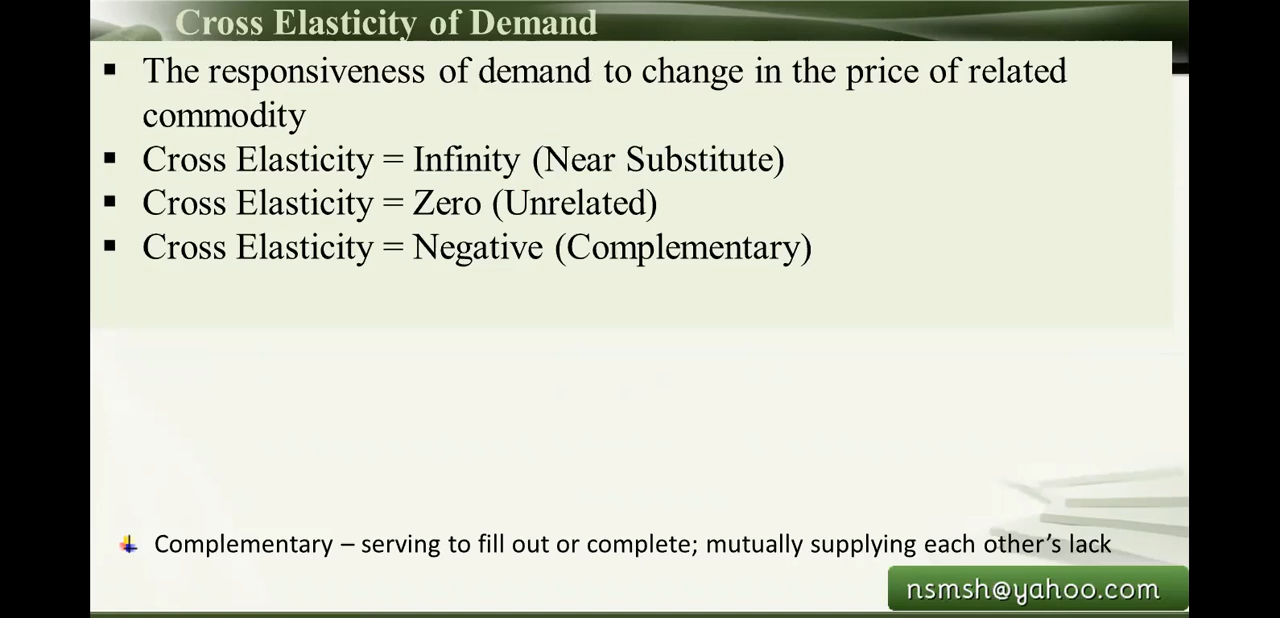 Cross Elasticity of Demand
▪ The responsiveness of demand to change in the price of related
commodity
▪ Cross Elasticity = Infinity (Near Substitute)
▪ Cross Elasticity = Zero (Unrelated)
▪ Cross Elasticity = Negative (Complementary)
Complementary – serving to fill out or complete; mutually supplying each other’s lack
nsmsh@yahoo.com